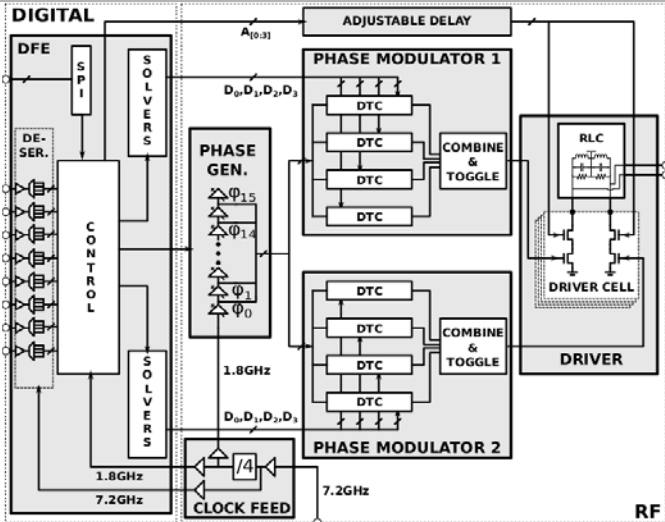 DIGITAL
DFE
SPI
SOLVERS
DE-
SER.
CONTROL
SOLVERS
A[0:3]
D0,D1,D2,D3
ADJUSTABLE DELAY
PHASE MODULATOR 1
DTC
DTC
DTC
DTC
COMBINE
&
TOGGLE
PHASE
GEN.
φ15
φ14
φ1
φ0
1.8GHz
RLC
DRIVER CELL
DRIVER
DTC
DTC
DTC
DTC
COMBINE
&
TOGGLE
PHASE MODULATOR 2
D0,D1,D2,D3
1.8GHz
7.2GHz
/4
CLOCK FEED
7.2GHz
RF